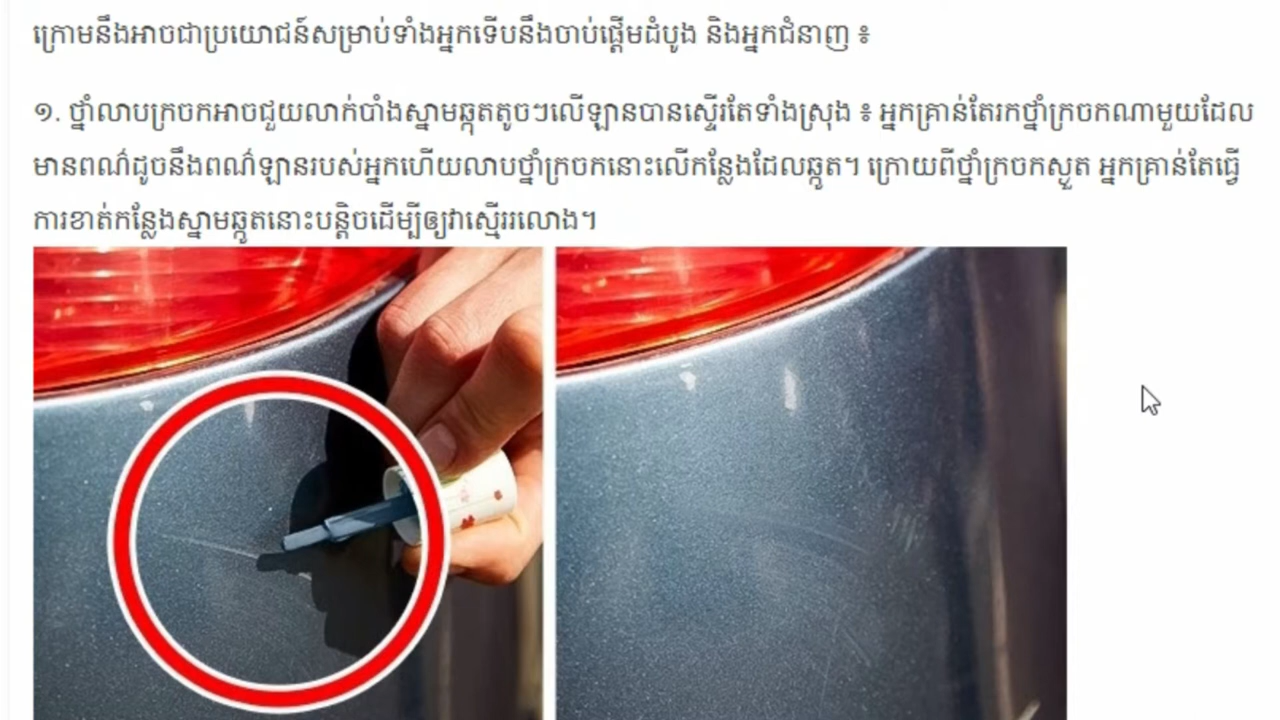 ក្រោមនឹងអាចជាប្រយោជន៍សម្រាប់ទាំងអ្នកទើបនឹងចាប់ផ្តើមដំបូង និងអ្នកជំនាញ ៖
១. ថ្នាំលាបក្រចកអាចជួយលាក់បាំងស្នាមឆ្កូតតូចៗលើឡានបានស្ទើរតែទាំងស្រុង ៖ អ្នកគ្រាន់តែរកថ្នាំក្រចកណាមួយដែល
មានពណ៌ដូចនឹងពណ៌ឡានរបស់អ្នកហើយលាបថ្នាំក្រចកនោះលើកន្លែងដែលឆ្កូត។ ក្រោយពីថ្នាំក្រចកស្ងួត អ្នកគ្រាន់តែធ្វើ
ការខាត់កន្លែងស្នាមឆ្កូតនោះបន្តិចដើម្បីឲ្យវាស្មើររលោង។